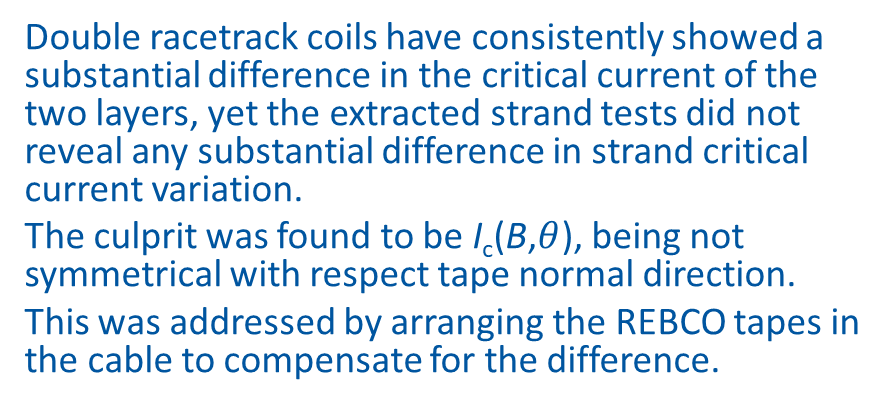 Double racetrack coils have consistently showed a
substantial difference in the critical current of the
two layers, yet the extracted strand tests did not
reveal any substantial difference in strand critical
current variation.
The culprit was found to be Ic(B,θ), being not
symmetrical with respect tape normal direction.
This was addressed by arranging the REBCO tapes in
the cable to compensate for the difference.